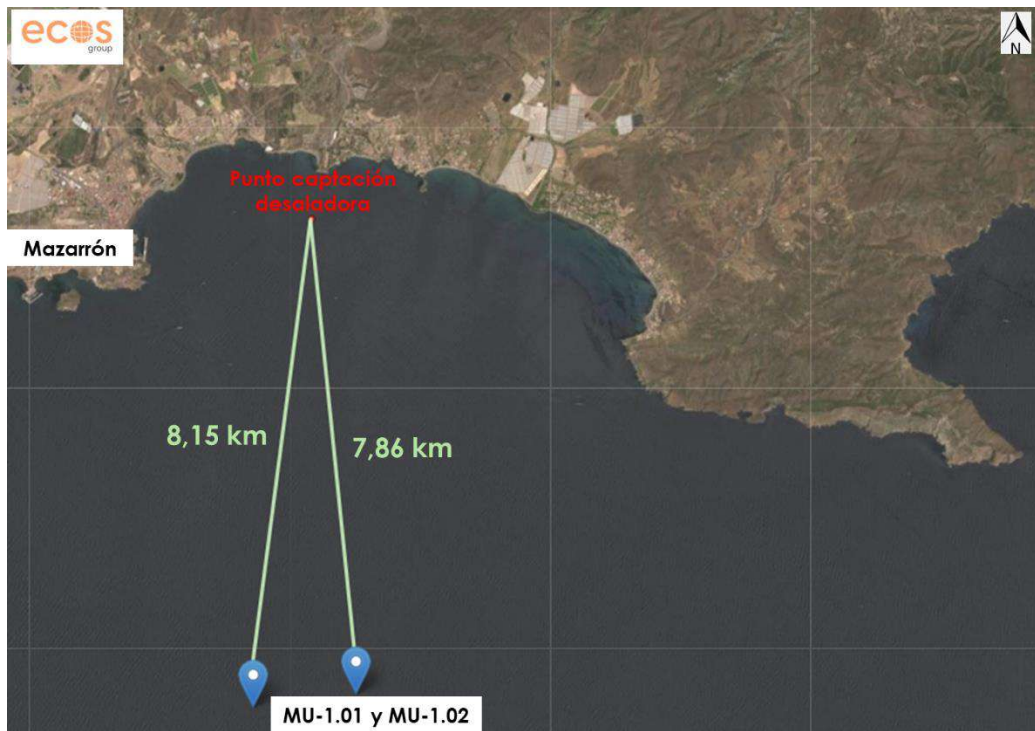 ecos
group
N
Punto captación
desaladora
Mazarrón
8,15 km
7,86 km
MU-1.01 y MU-1.02